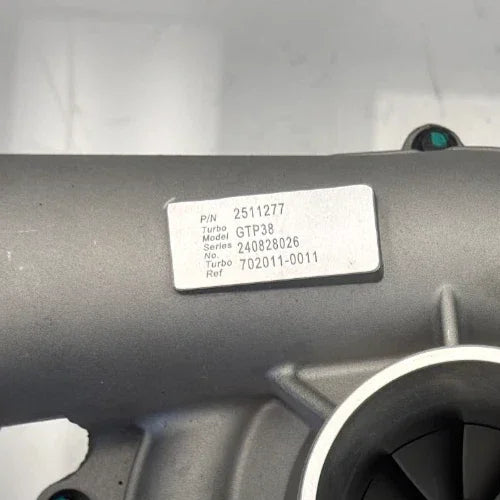 P/N 2511277
Turbo Model GTP38
Series No. 240828026
Turbo Ref 702011-0011